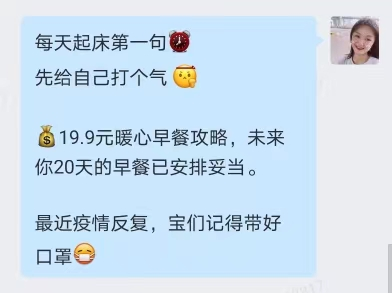 每天起床第一句⏰
先给自己打个气
💰19.9元暖心早餐攻略，未来
你20天的早餐已安排妥当。
最近疫情反复，宝们记得带好
口罩😷